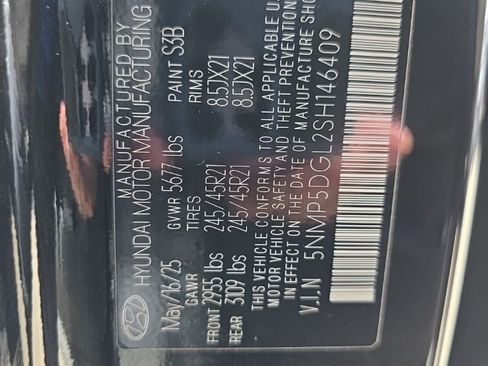 MANUFACTURED BY
HYUNDAI MOTOR MANUFACTURING
May/16/25 GVWR 5677 lbs PAINT S3B
GAWR TIRES RIMS
FRONT 2955 lbs 245/45R21 8.5JX21
REAR 3109 lbs 245/45R21 8.5JX21
THIS VEHICLE CONFORMS TO ALL APPLICABLE
MOTOR VEHICLE SAFETY AND THEFT PREVENTION
IN EFFECT ON THE DATE OF MANUFACTURE SHO
V.I.N 5NMP5DGL2SH146409